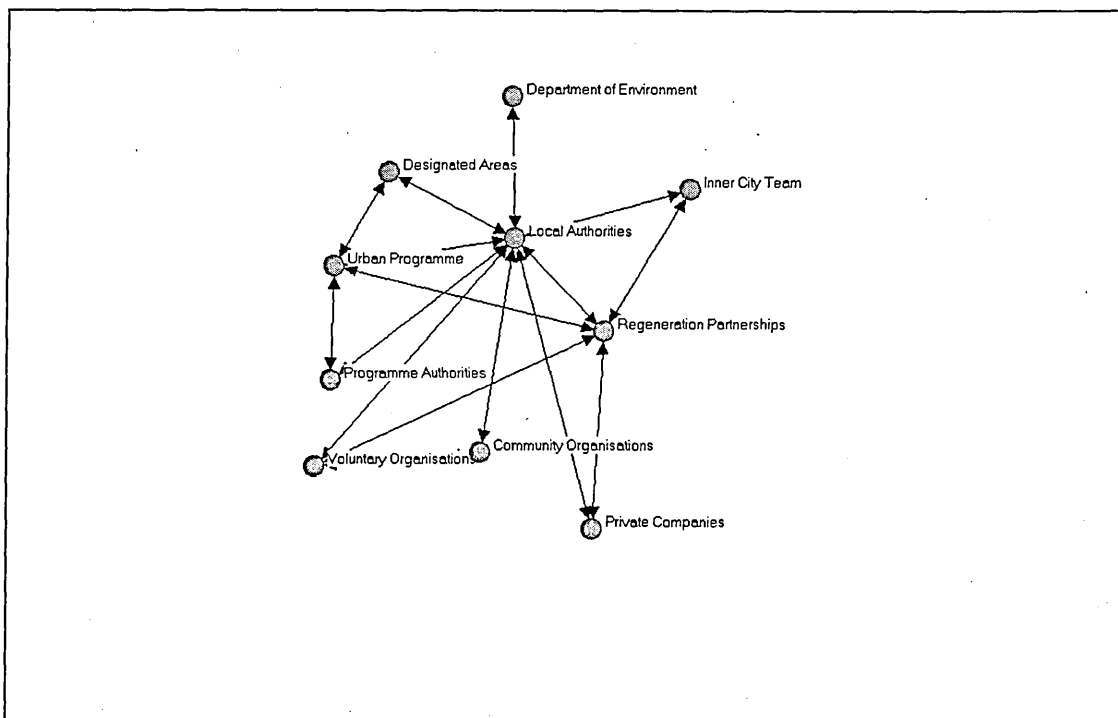 Department of Environment
Designated Areas
Inner City Team
Local Authorities
Urban Programme
Regeneration Partnerships
Programme Authorities
Community Organisations
Voluntary Organisations
Private Companies